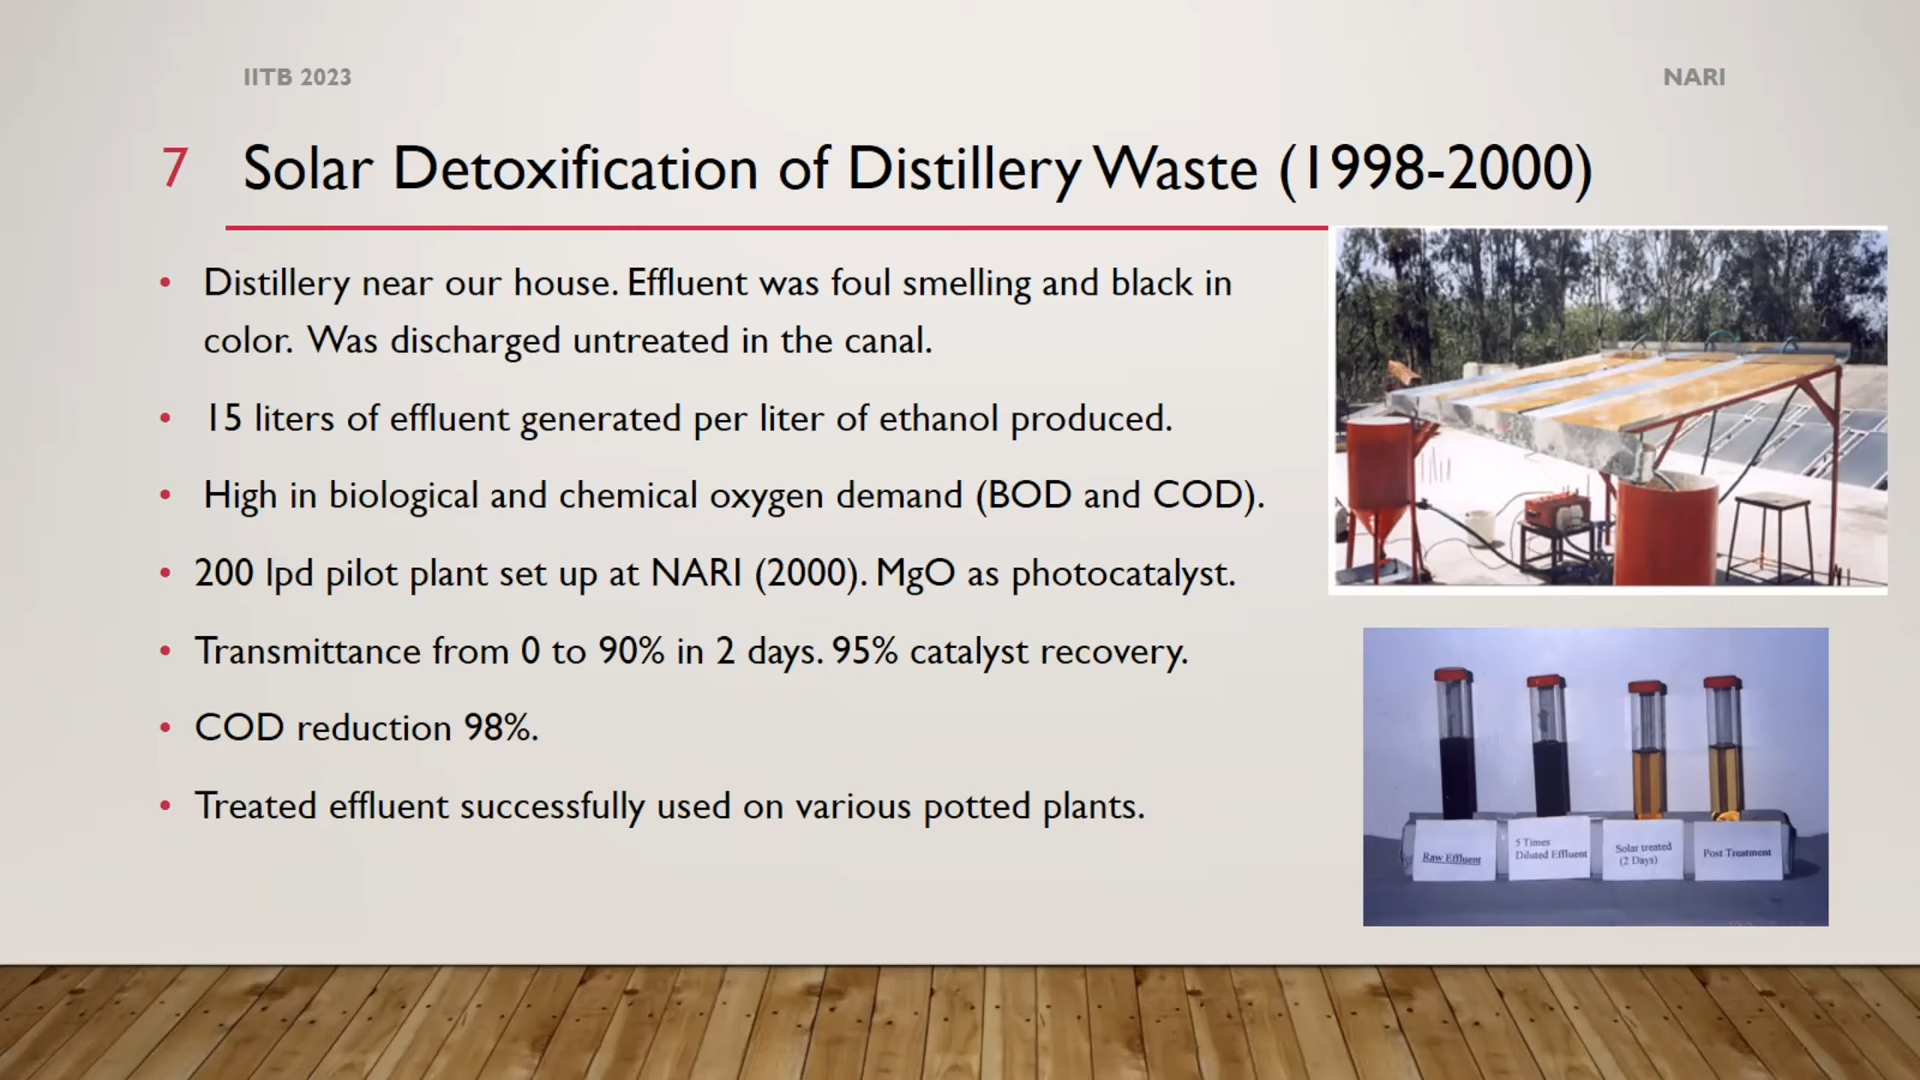 IITB 2023
NARI
7
Solar Detoxification of Distillery Waste (1998-2000)
• Distillery near our house. Effluent was foul smelling and black in
color. Was discharged untreated in the canal.
• 15 liters of effluent generated per liter of ethanol produced.
• High in biological and chemical oxygen demand (BOD and COD).
• 200 lpd pilot plant set up at NARI (2000). MgO as photocatalyst.
• Transmittance from 0 to 90% in 2 days. 95% catalyst recovery.
• COD reduction 98%.
• Treated effluent successfully used on various potted plants.
Raw Effluent
5 Times
Diluted Effluent
Solar treated
(2 Days)
Post Treatment